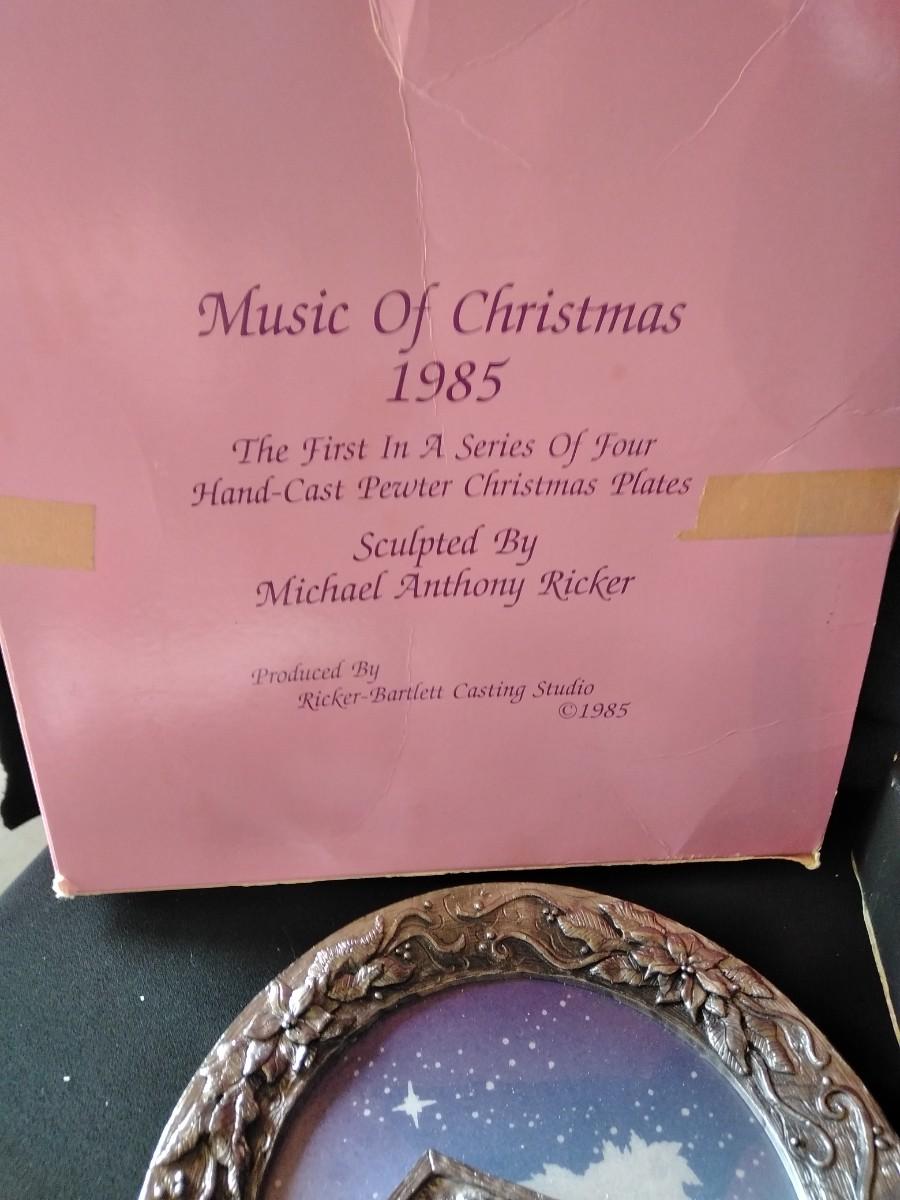 Music Of Christmas
1985
The First In A Series Of Four
Hand-Cast Pewter Christmas Plates
Sculpted By
Michael Anthony Ricker
Produced By
Ricker-Bartlett Casting Studio
©1985